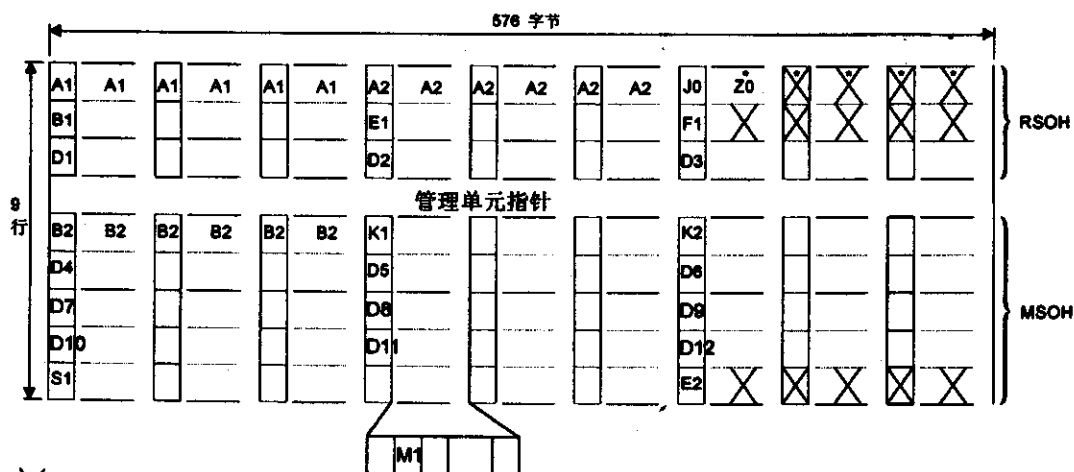 576 字节
A1 A1 A1 A1 A1 A1 A2 A2 A2 A2 A2 A2 J0 Z0* * * * *
B1 E1 F1
D1 D2 D3
RSOH
管理单元指针
9
行
B2 B2 B2 B2 B2 B2 K1 K2
D4 D5 D6
D7 D8 D9
D10 D11 D12
S1 E2
MSOH
M1